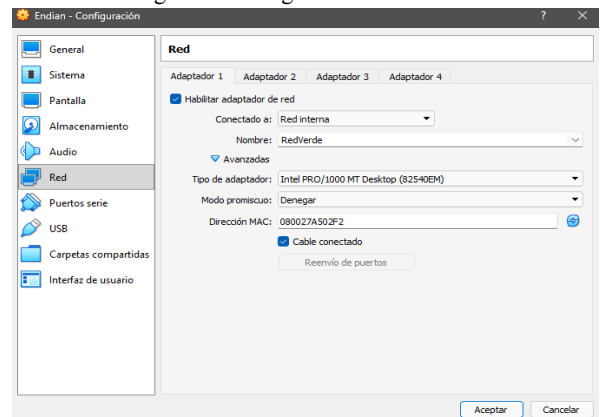 Endian - Configuración ? ×
General
Sistema
Pantalla
Almacenamiento
Audio
Red
Puertos serie
USB
Carpetas compartidas
Interfaz de usuario
Red
Adaptador 1 Adaptador 2 Adaptador 3 Adaptador 4
Habilitar adaptador de red
Conectado a: Red interna
Nombre: RedVerde
Avanzadas
Tipo de adaptador: Intel PRO/1000 MT Desktop (82540EM)
Modo promiscuo: Denegar
Dirección MAC: 080027A502F2
Cable conectado
Reenvío de puertos
Aceptar Cancelar